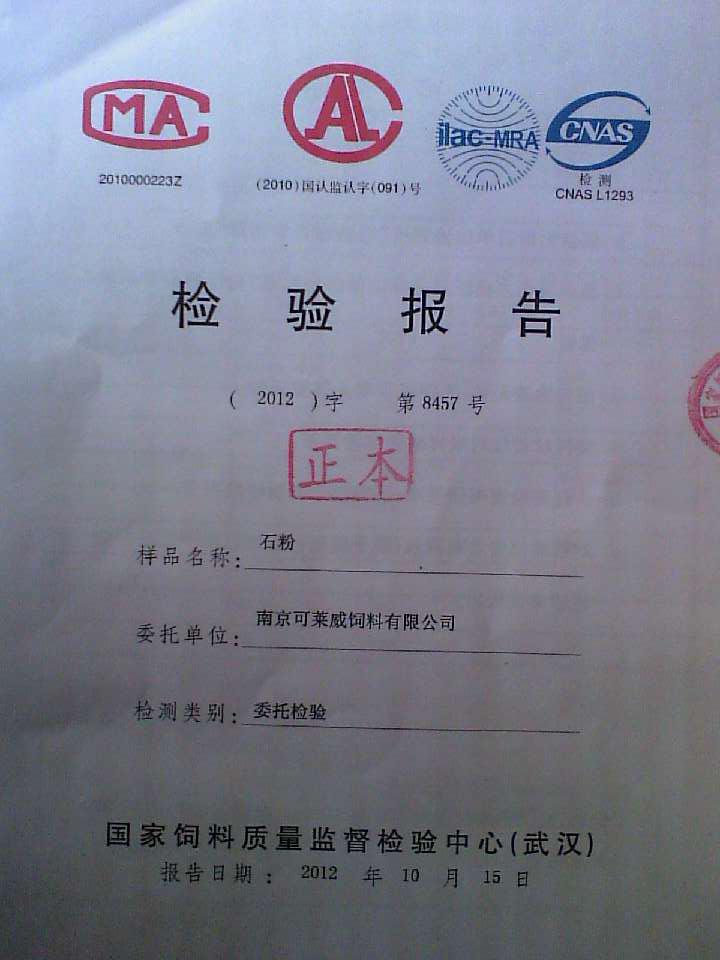 MA
AL
ilac-MRA
CNAS
2010000223Z
(2010)国认监认字(091)号
检测
CNAS L1293
检验报告
( 2012 )字 第 8457 号
正本
样品名称: 石粉
委托单位: 南京可莱威饲料有限公司
检测类别: 委托检验
国家饲料质量监督检验中心(武汉)
报告日期: 2012 年 10 月 15 日